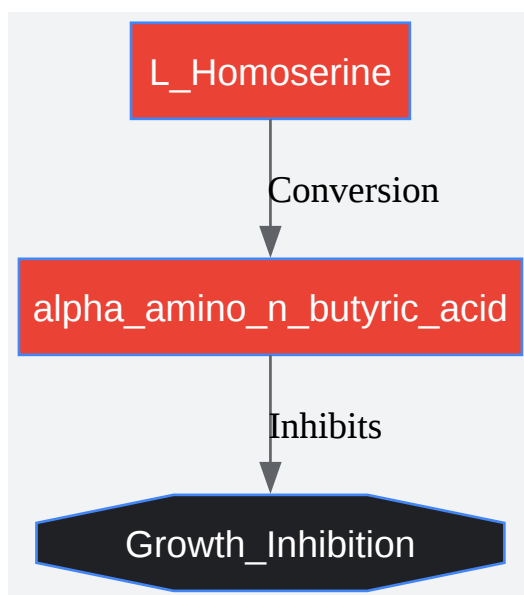 L_Homoserine
Conversion
alpha_amino_n_butyric_acid
Inhibits
Growth_Inhibition